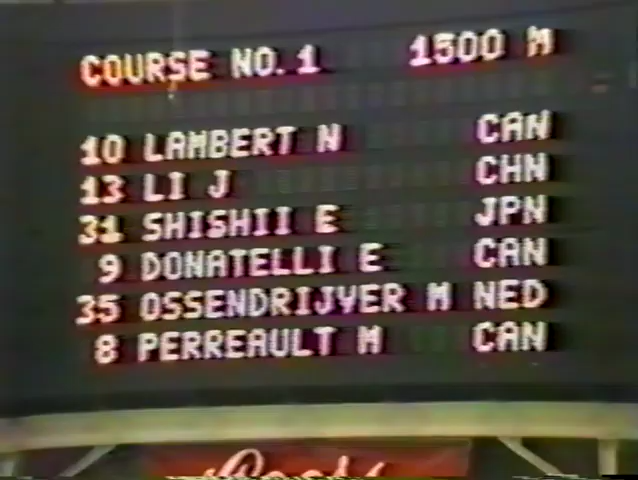 COURSE NO.1 1500 M
10 LAMBERT N CAN
13 LI J CHN
31 SHISHII E JPN
9 DONATELLI E CAN
35 OSSENDRIJVER M NED
8 PERREAULT M CAN